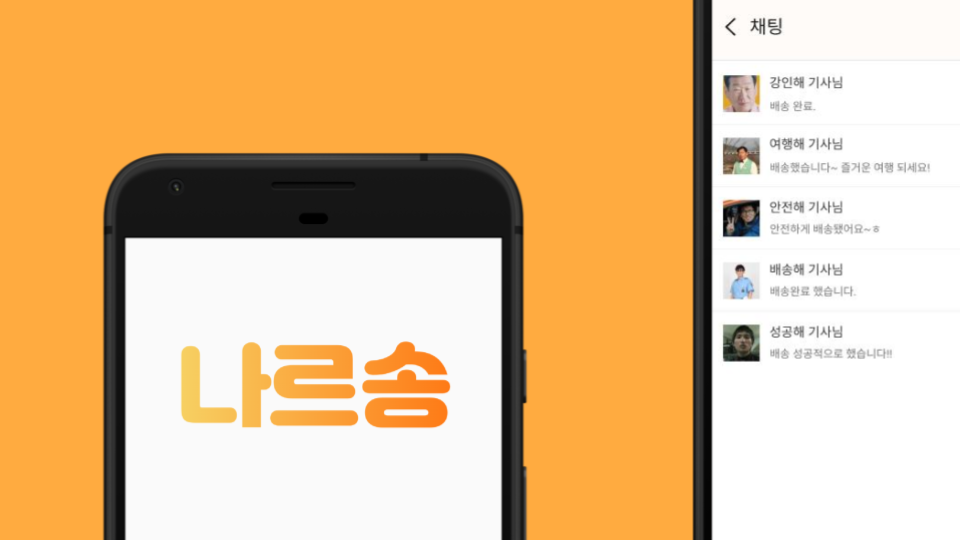 나르송
채팅
강인해 기사님
배송 완료.
여행해 기사님
배송했습니다~ 즐거운 여행 되세요!
안전해 기사님
안전하게 배송됐어요~ㅎ
배송해 기사님
배송완료 했습니다.
성공해 기사님
배송 성공적으로 했습니다!!